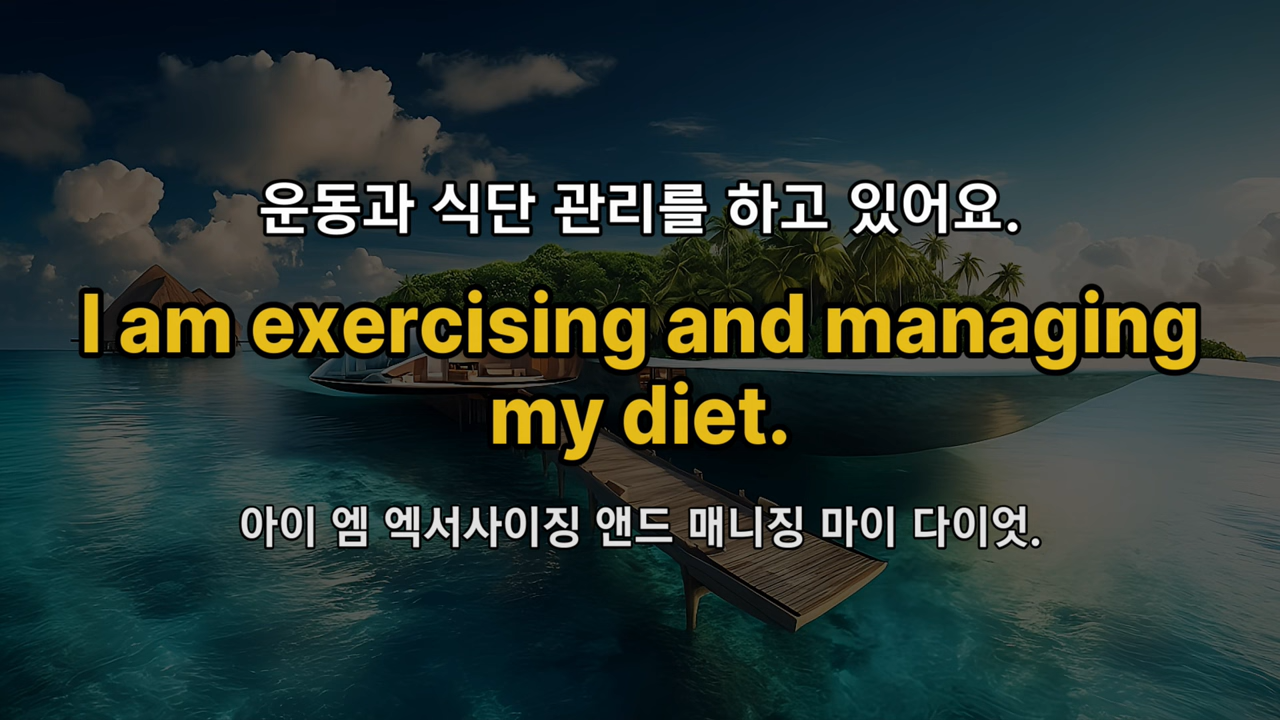 운동과 식단 관리를 하고 있어요.
I am exercising and managing
my diet.
아이 엠 엑서사이징 앤드 매니징 마이 다이엇.